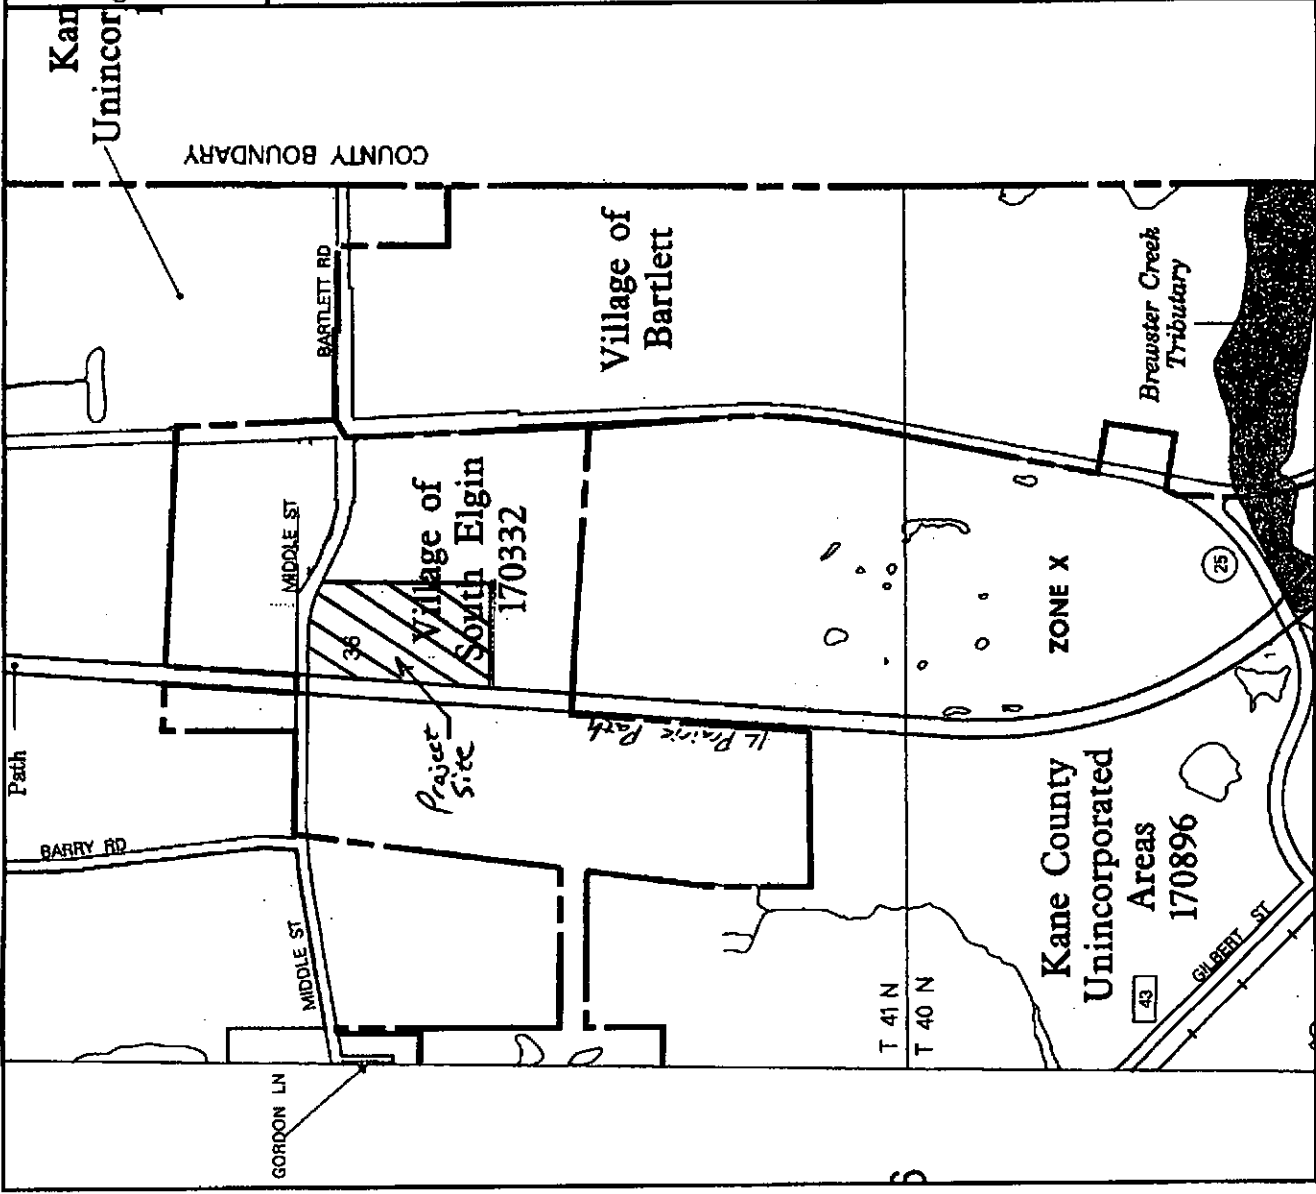 Kan
Unincor
COUNTY BOUNDARY
BARTLETT RD
Village of
Bartlett
Brewster Creek
Tributary
MIDDLE ST
Village of
South Elgin
170332
36
25
ZONE X
Path
Project
Site
IL Prairie Path
BARRY RD
MIDDLE ST
Kane County
Unincorporated
Areas
170896
43
GILBERT ST
T 41 N
T 40 N
GORDON LN